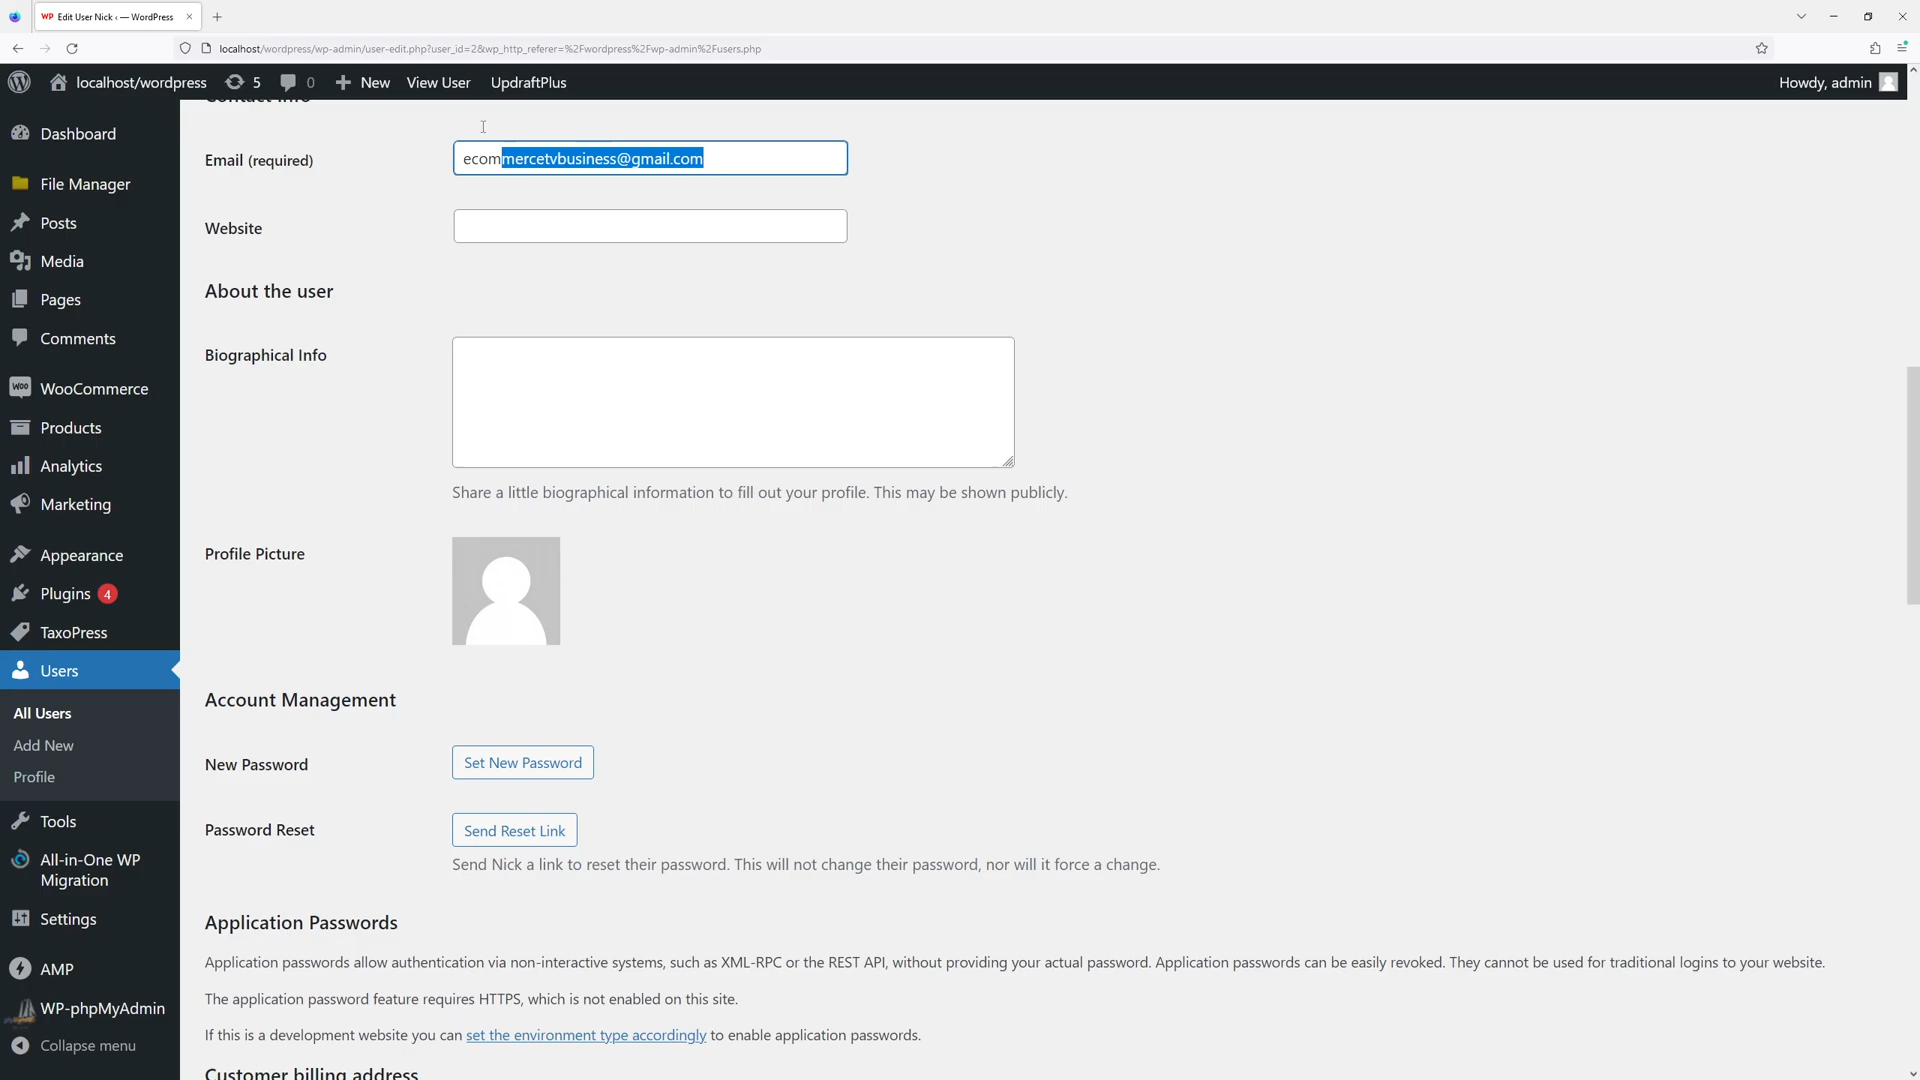 WP Edit User Nick ‹ — WordPress
localhost/wordpress/wp-admin/user-edit.php?user_id=2&wp_http_referer=%2Fwordpress%2Fwp-admin%2Fusers.php
localhost/wordpress 5 0 New View User UpdraftPlus Howdy, admin
Contact Info
Dashboard
File Manager
Posts
Media
Pages
Comments
WOO WooCommerce
Products
Analytics
Marketing
Appearance
Plugins 4
TaxoPress
Users
All Users
Add New
Profile
Tools
All-in-One WP
Migration
Settings
AMP
WP-phpMyAdmin
Collapse menu
Email (required) ecommercetvbusiness@gmail.com
Website
About the user
Biographical Info
Share a little biographical information to fill out your profile. This may be shown publicly.
Profile Picture
Account Management
New Password Set New Password
Password Reset Send Reset Link
Send Nick a link to reset their password. This will not change their password, nor will it force a change.
Application Passwords
Application passwords allow authentication via non-interactive systems, such as XML-RPC or the REST API, without providing your actual password. Application passwords can be easily revoked. They cannot be used for traditional logins to your website.
The application password feature requires HTTPS, which is not enabled on this site.
If this is a development website you can set the environment type accordingly to enable application passwords.
Customer billing address